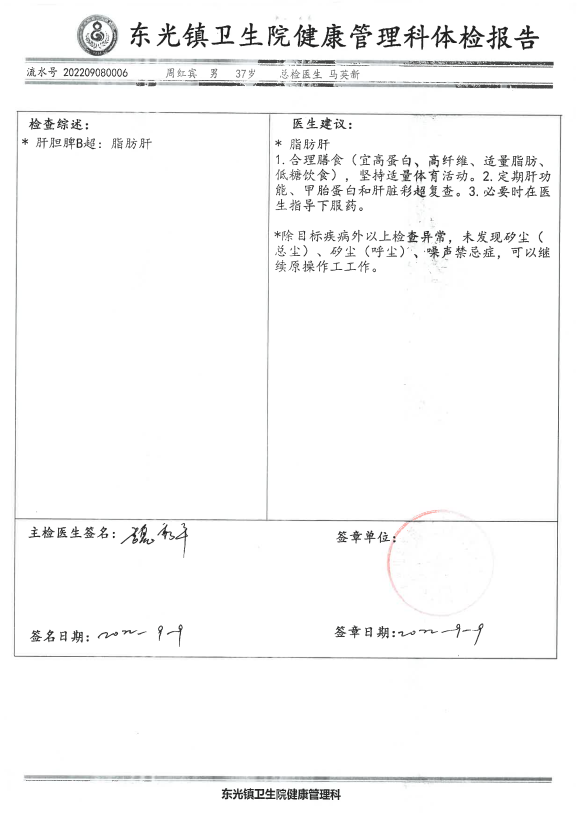 东光镇卫生院健康管理科体检报告
流水号 202209080006 周红宾 男 37岁 总检医生 马英新
检查综述：
* 肝胆脾B超：脂肪肝
医生建议：
* 脂肪肝
1.合理膳食（宜高蛋白、高纤维、适量脂肪、
低糖饮食），坚持适量体育活动。2.定期肝功
能、甲胎蛋白和肝脏彩超复查。3.必要时在医
生指导下服药。
*除目标疾病外以上检查异常，未发现矽尘（
总尘）、矽尘（呼尘）、噪声禁忌症，可以继
续原操作工工作。
主检医生签名：
签章单位：
签名日期：2022-9-9
签章日期：2022-9-9
东光镇卫生院健康管理科